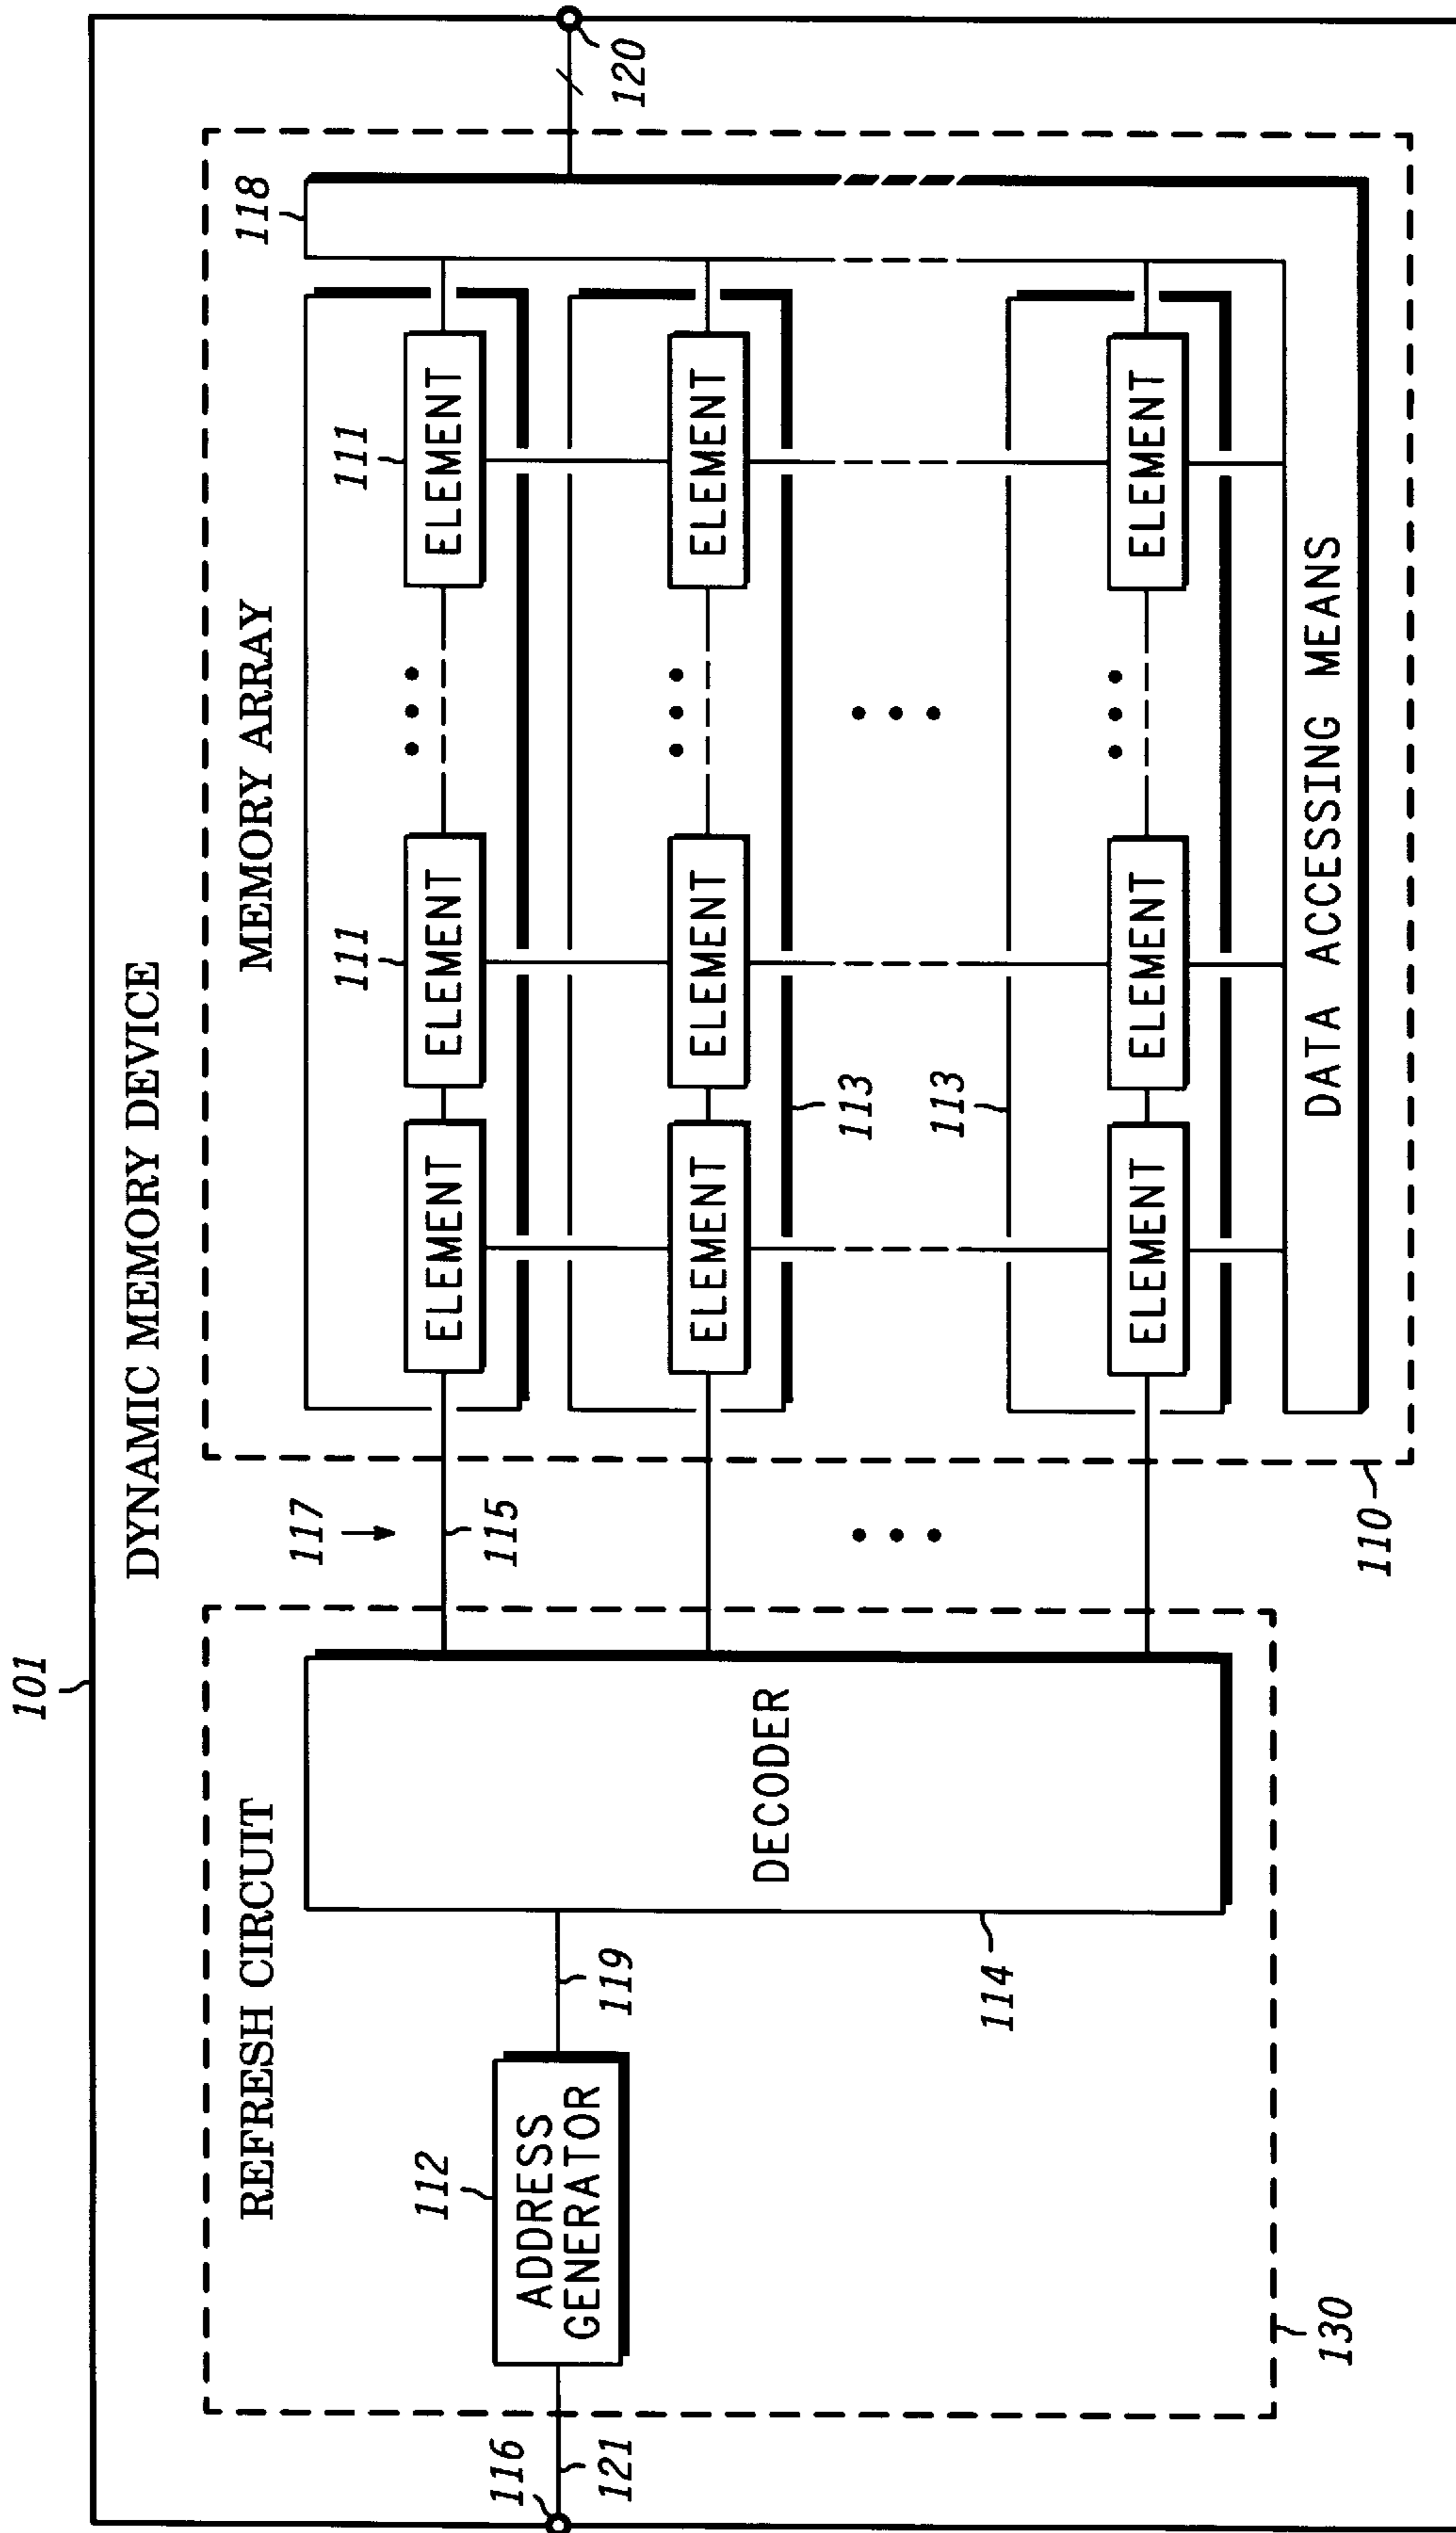 101
DYNAMIC MEMORY DEVICE
REFRESH CIRCUIT
MEMORY ARRAY
118
117
111
111
112
115
ELEMENT
ELEMENT
ELEMENT
116
121
ADDRESS
GENERATOR
119
120
DECODER
ELEMENT
ELEMENT
ELEMENT
113
113
114
ELEMENT
ELEMENT
ELEMENT
DATA ACCESSING MEANS
130
110